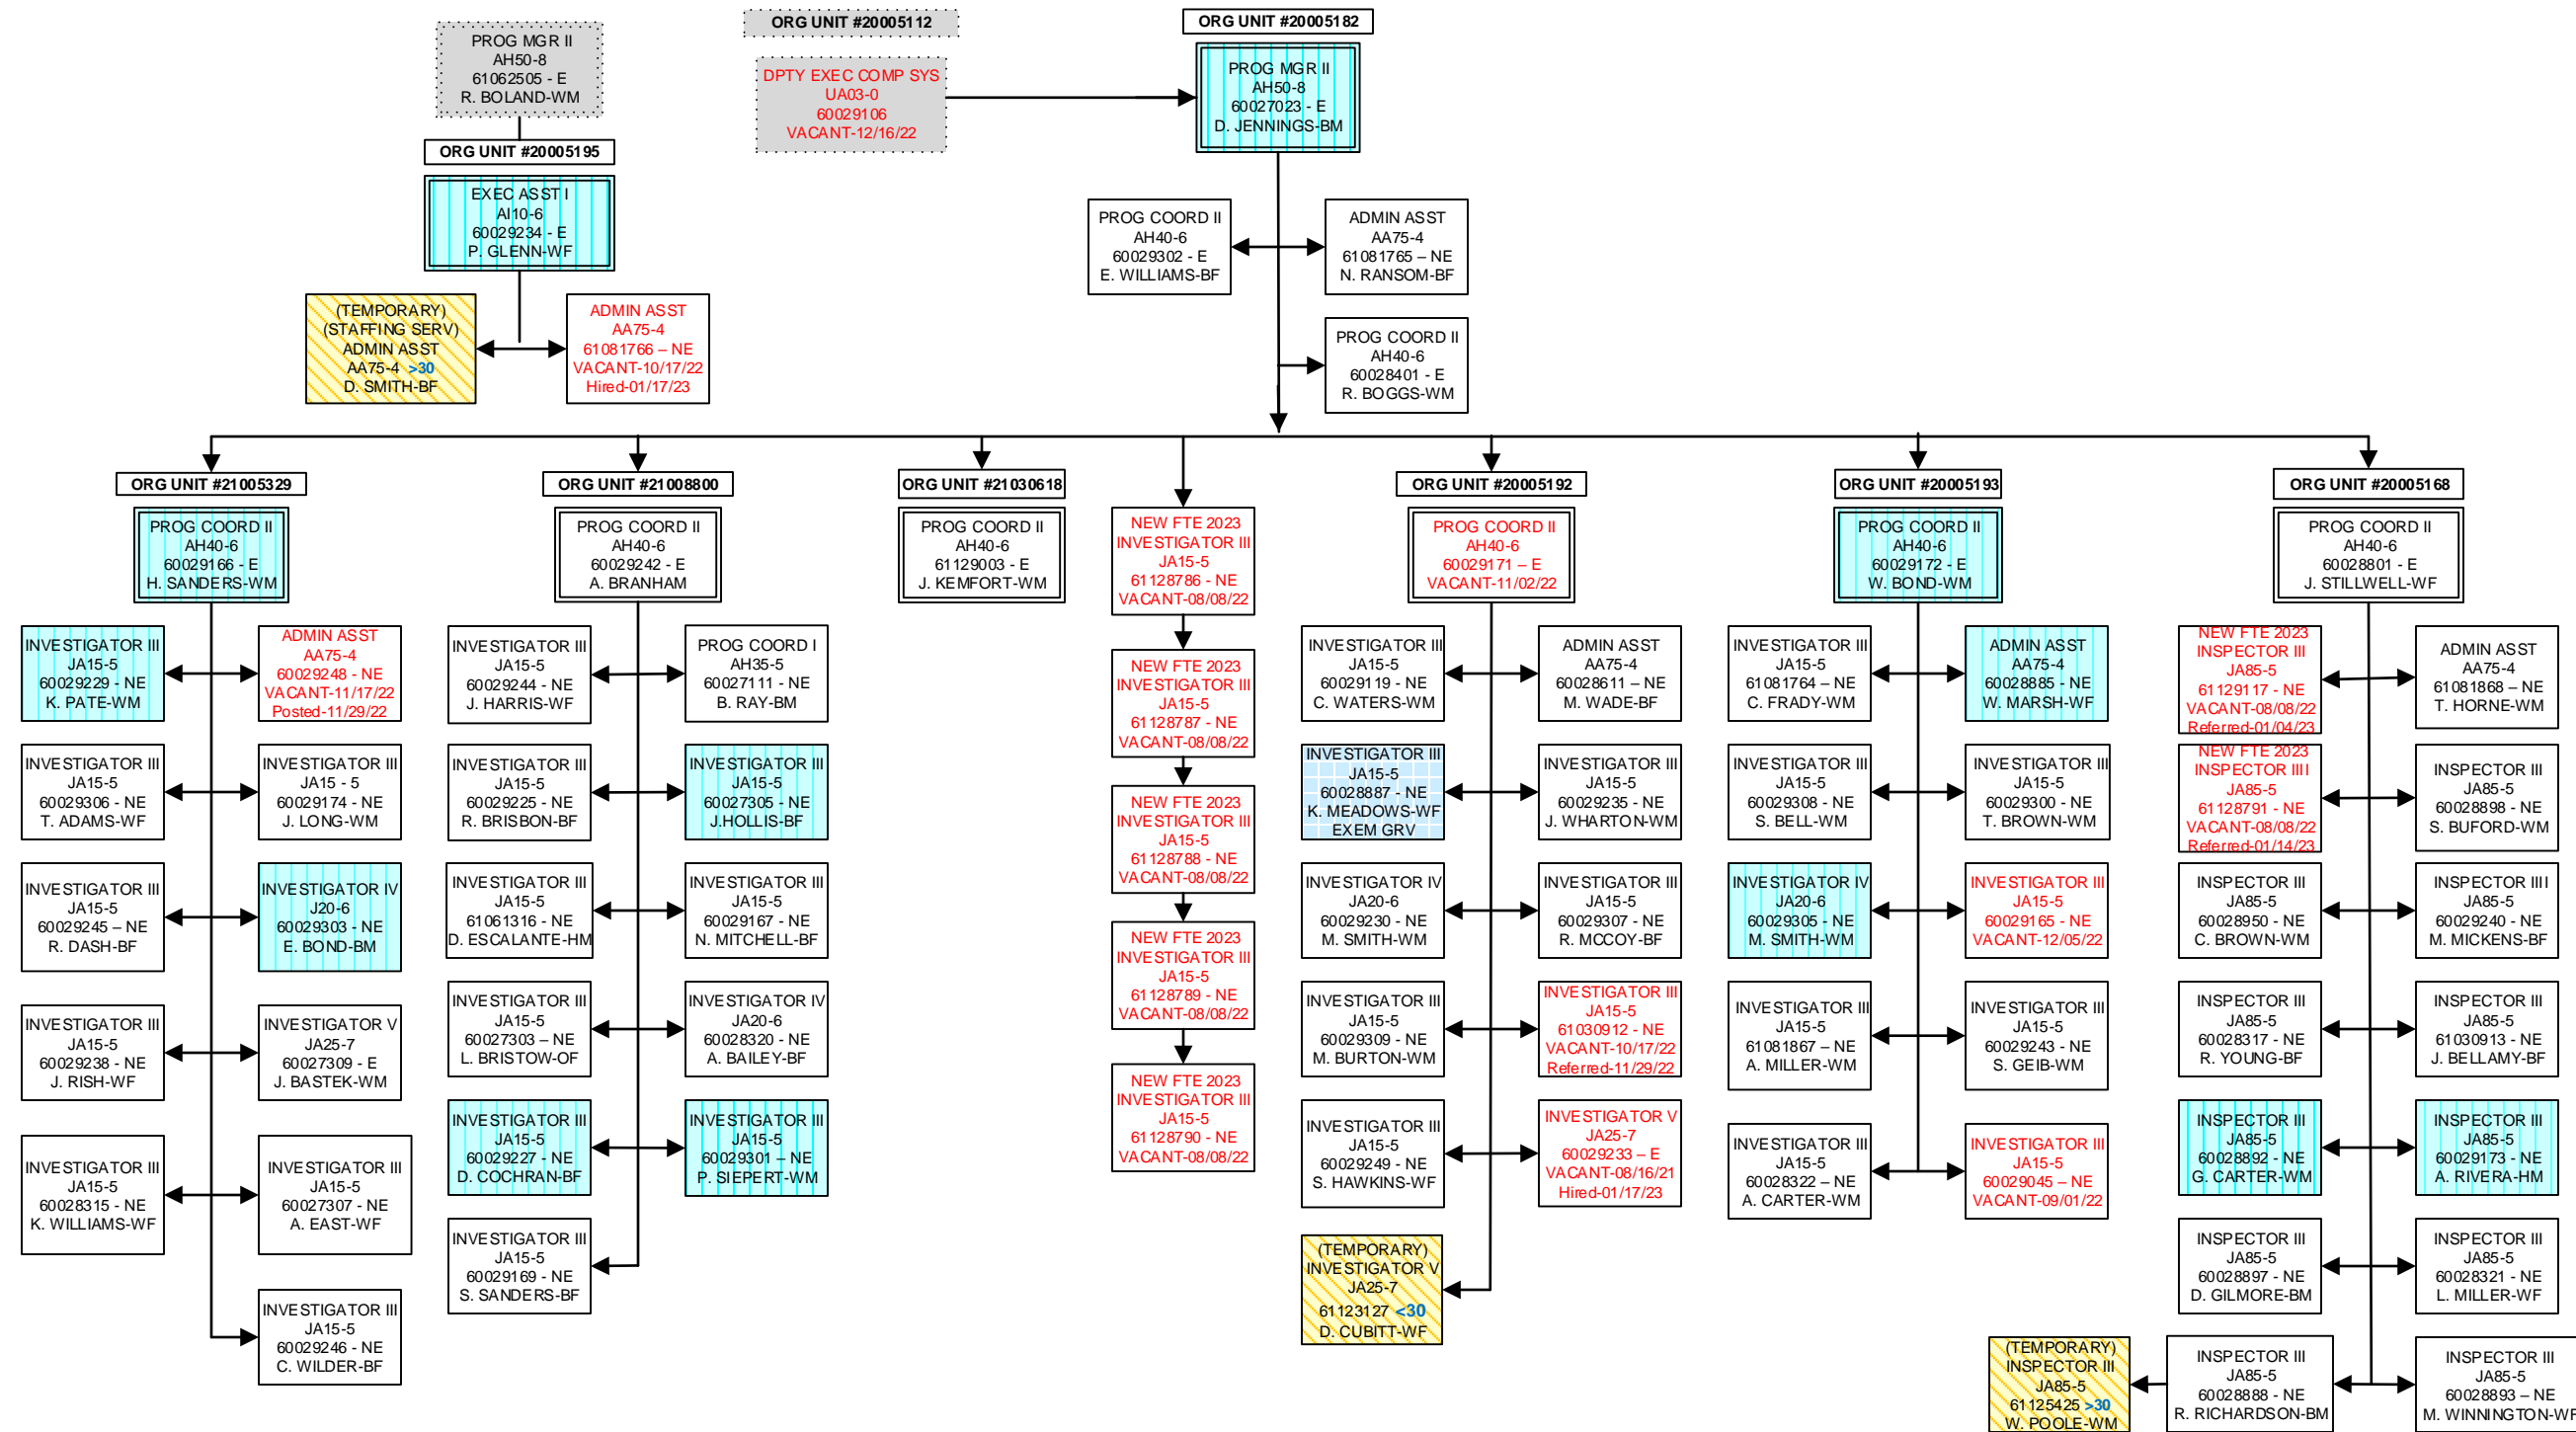 PROG MGR II
AH50-8
61062505 - E
R. BOLAND-WM
ORG UNIT #20005195
EXEC ASST I
AI10-6
60029234 - E
P. GLENN-WF
(TEMPORARY)
(STAFFING SERV)
ADMIN ASST
AA75-4 >30
D. SMITH-BF
ADMIN ASST
AA75-4
61081766 – NE
VACANT-10/17/22
Hired-01/17/23
ORG UNIT #20005112
DPTY EXEC COMP SYS
UA03-0
60029106
VACANT-12/16/22
ORG UNIT #20005182
PROG MGR II
AH50-8
60027023 - E
D. JENNINGS-BM
PROG COORD II
AH40-6
60029302 - E
E. WILLIAMS-BF
ADMIN ASST
AA75-4
61081765 – NE
N. RANSOM-BF
PROG COORD II
AH40-6
60028401 - E
R. BOGGS-WM
ORG UNIT #21005329
PROG COORD II
AH40-6
60029166 - E
H. SANDERS-WM
INVESTIGATOR III
JA15-5
60029229 - NE
K. PATE-WM
ADMIN ASST
AA75-4
60029248 - NE
VACANT-11/17/22
Posted-11/29/22
INVESTIGATOR III
JA15-5
60029306 - NE
T. ADAMS-WF
INVESTIGATOR III
JA15 - 5
60029174 - NE
J. LONG-WM
INVESTIGATOR III
JA15-5
60029245 – NE
R. DASH-BF
INVESTIGATOR IV
J20-6
60029303 - NE
E. BOND-BM
INVESTIGATOR III
JA15-5
60029238 - NE
J. RISH-WF
INVESTIGATOR V
JA25-7
60027309 - E
J. BASTEK-WM
INVESTIGATOR III
JA15-5
60028315 - NE
K. WILLIAMS-WF
INVESTIGATOR III
JA15-5
60027307 - NE
A. EAST-WF
INVESTIGATOR III
JA15-5
60029246 - NE
C. WILDER-BF
ORG UNIT #21008800
PROG COORD II
AH40-6
60029242 - E
A. BRANHAM
INVESTIGATOR III
JA15-5
60029244 - NE
J. HARRIS-WF
PROG COORD I
AH35-5
60027111 - NE
B. RAY-BM
INVESTIGATOR III
JA15-5
60029225 - NE
R. BRISBON-BF
INVESTIGATOR III
JA15-5
60027305 - NE
J.HOLLIS-BF
INVESTIGATOR III
JA15-5
61061316 - NE
D. ESCALANTE-HM
INVESTIGATOR III
JA15-5
60029167 - NE
N. MITCHELL-BF
INVESTIGATOR III
JA15-5
60027303 – NE
L. BRISTOW-OF
INVESTIGATOR IV
JA20-6
60028320 - NE
A. BAILEY-BF
INVESTIGATOR III
JA15-5
60029227 - NE
D. COCHRAN-BF
INVESTIGATOR III
JA15-5
60029301 – NE
P. SIEPERT-WM
INVESTIGATOR III
JA15-5
60029169 - NE
S. SANDERS-BF
ORG UNIT #21030618
PROG COORD II
AH40-6
61129003 - E
J. KEMFORT-WM
NEW FTE 2023
INVESTIGATOR III
JA15-5
61128786 - NE
VACANT-08/08/22
NEW FTE 2023
INVESTIGATOR III
JA15-5
61128787 - NE
VACANT-08/08/22
NEW FTE 2023
INVESTIGATOR III
JA15-5
61128788 - NE
VACANT-08/08/22
NEW FTE 2023
INVESTIGATOR III
JA15-5
61128789 - NE
VACANT-08/08/22
NEW FTE 2023
INVESTIGATOR III
JA15-5
61128790 - NE
VACANT-08/08/22
ORG UNIT #20005192
PROG COORD II
AH40-6
60029171 – E
VACANT-11/02/22
INVESTIGATOR III
JA15-5
60029119 - NE
C. WATERS-WM
ADMIN ASST
AA75-4
60028611 – NE
M. WADE-BF
INVESTIGATOR III
JA15-5
60028887 - NE
K. MEADOWS-WF
EXEM GRV
INVESTIGATOR III
JA15-5
60029235 - NE
J. WHARTON-WM
INVESTIGATOR IV
JA20-6
60029230 - NE
M. SMITH-WM
INVESTIGATOR III
JA15-5
60029307 - NE
R. MCCOY-BF
INVESTIGATOR III
JA15-5
60029309 - NE
M. BURTON-WM
INVESTIGATOR III
JA15-5
61030912 - NE
VACANT-10/17/22
Referred-11/29/22
INVESTIGATOR III
JA15-5
60029249 - NE
S. HAWKINS-WF
INVESTIGATOR V
JA25-7
60029233 – E
VACANT-08/16/21
Hired-01/17/23
(TEMPORARY)
INVESTIGATOR V
JA25-7
61123127 <30
D. CUBITT-WF
ORG UNIT #20005193
PROG COORD II
AH40-6
60029172 – E
W. BOND-WM
INVESTIGATOR III
JA15-5
61081764 – NE
C. FRADY-WM
ADMIN ASST
AA75-4
60028885 - NE
W. MARSH-WF
INVESTIGATOR III
JA15-5
60029308 - NE
S. BELL-WM
INVESTIGATOR III
JA15-5
60029300 - NE
T. BROWN-WM
INVESTIGATOR IV
JA20-6
60029305 - NE
M. SMITH-WM
INVESTIGATOR III
JA15-5
60029165 - NE
VACANT-12/05/22
INVESTIGATOR III
JA15-5
61081867 – NE
A. MILLER-WM
INVESTIGATOR III
JA15-5
60029243 - NE
S. GEIB-WM
INVESTIGATOR III
JA15-5
60028322 – NE
A. CARTER-WM
INVESTIGATOR III
JA15-5
60029045 – NE
VACANT-09/01/22
ORG UNIT #20005168
PROG COORD II
AH40-6
60028801 - E
J. STILLWELL-WF
NEW FTE 2023
INSPECTOR III
JA85-5
61129117 - NE
VACANT-08/08/22
Referred-01/04/23
ADMIN ASST
AA75-4
61081868 – NE
T. HORNE-WM
NEW FTE 2023
INSPECTOR IIII
JA85-5
61128791 - NE
VACANT-08/08/22
Referred-01/14/23
INSPECTOR III
JA85-5
60028898 - NE
S. BUFORD-WM
INSPECTOR III
JA85-5
60028950 - NE
C. BROWN-WM
INSPECTOR IIII
JA85-5
60029240 - NE
M. MICKENS-BF
INSPECTOR III
JA85-5
60028317 - NE
R. YOUNG-BF
INSPECTOR III
JA85-5
61030913 - NE
J. BELLAMY-BF
INSPECTOR III
JA85-5
60028892 - NE
G. CARTER-WM
INSPECTOR III
JA85-5
60029173 - NE
A. RIVERA-HM
INSPECTOR III
JA85-5
60028897 - NE
D. GILMORE-BM
INSPECTOR III
JA85-5
60028321 - NE
L. MILLER-WF
(TEMPORARY)
INSPECTOR III
JA85-5
61125425 >30
W. POOLE-WM
INSPECTOR III
JA85-5
60028888 - NE
R. RICHARDSON-BM
INSPECTOR III
JA85-5
60028893 – NE
M. WINNINGTON-WF